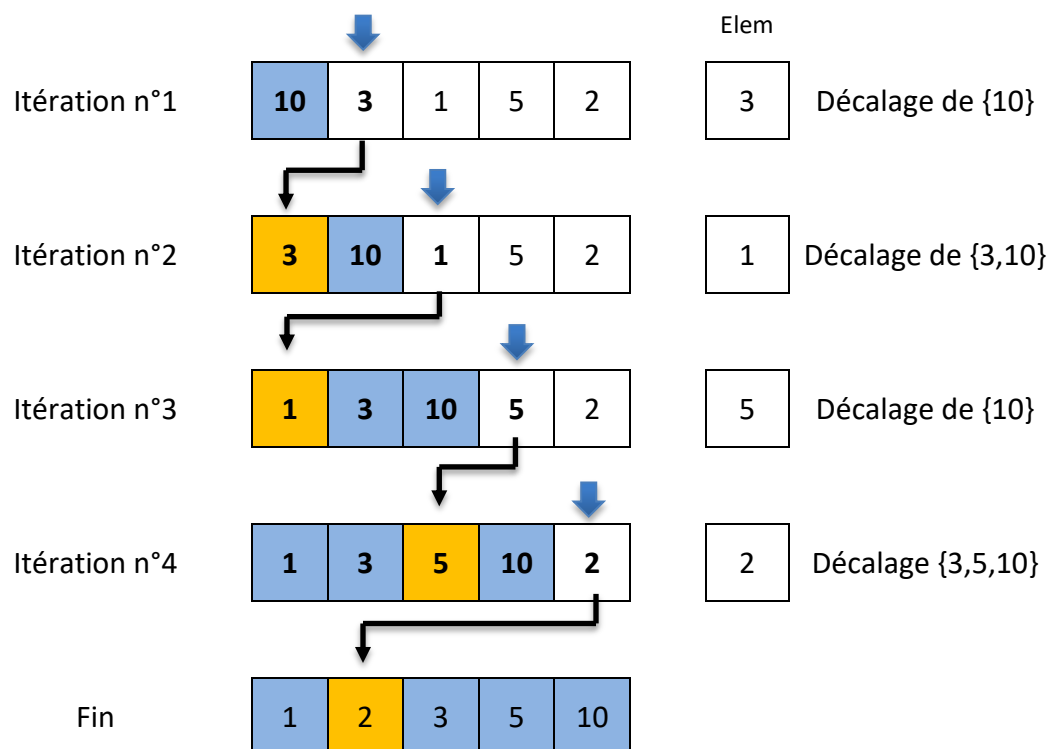 Elem
Itération n°1 10 3 1 5 2 3 Décalage de {10}
Itération n°2 3 10 1 5 2 1 Décalage de {3,10}
Itération n°3 1 3 10 5 2 5 Décalage de {10}
Itération n°4 1 3 5 10 2 2 Décalage {3,5,10}
Fin 1 2 3 5 10